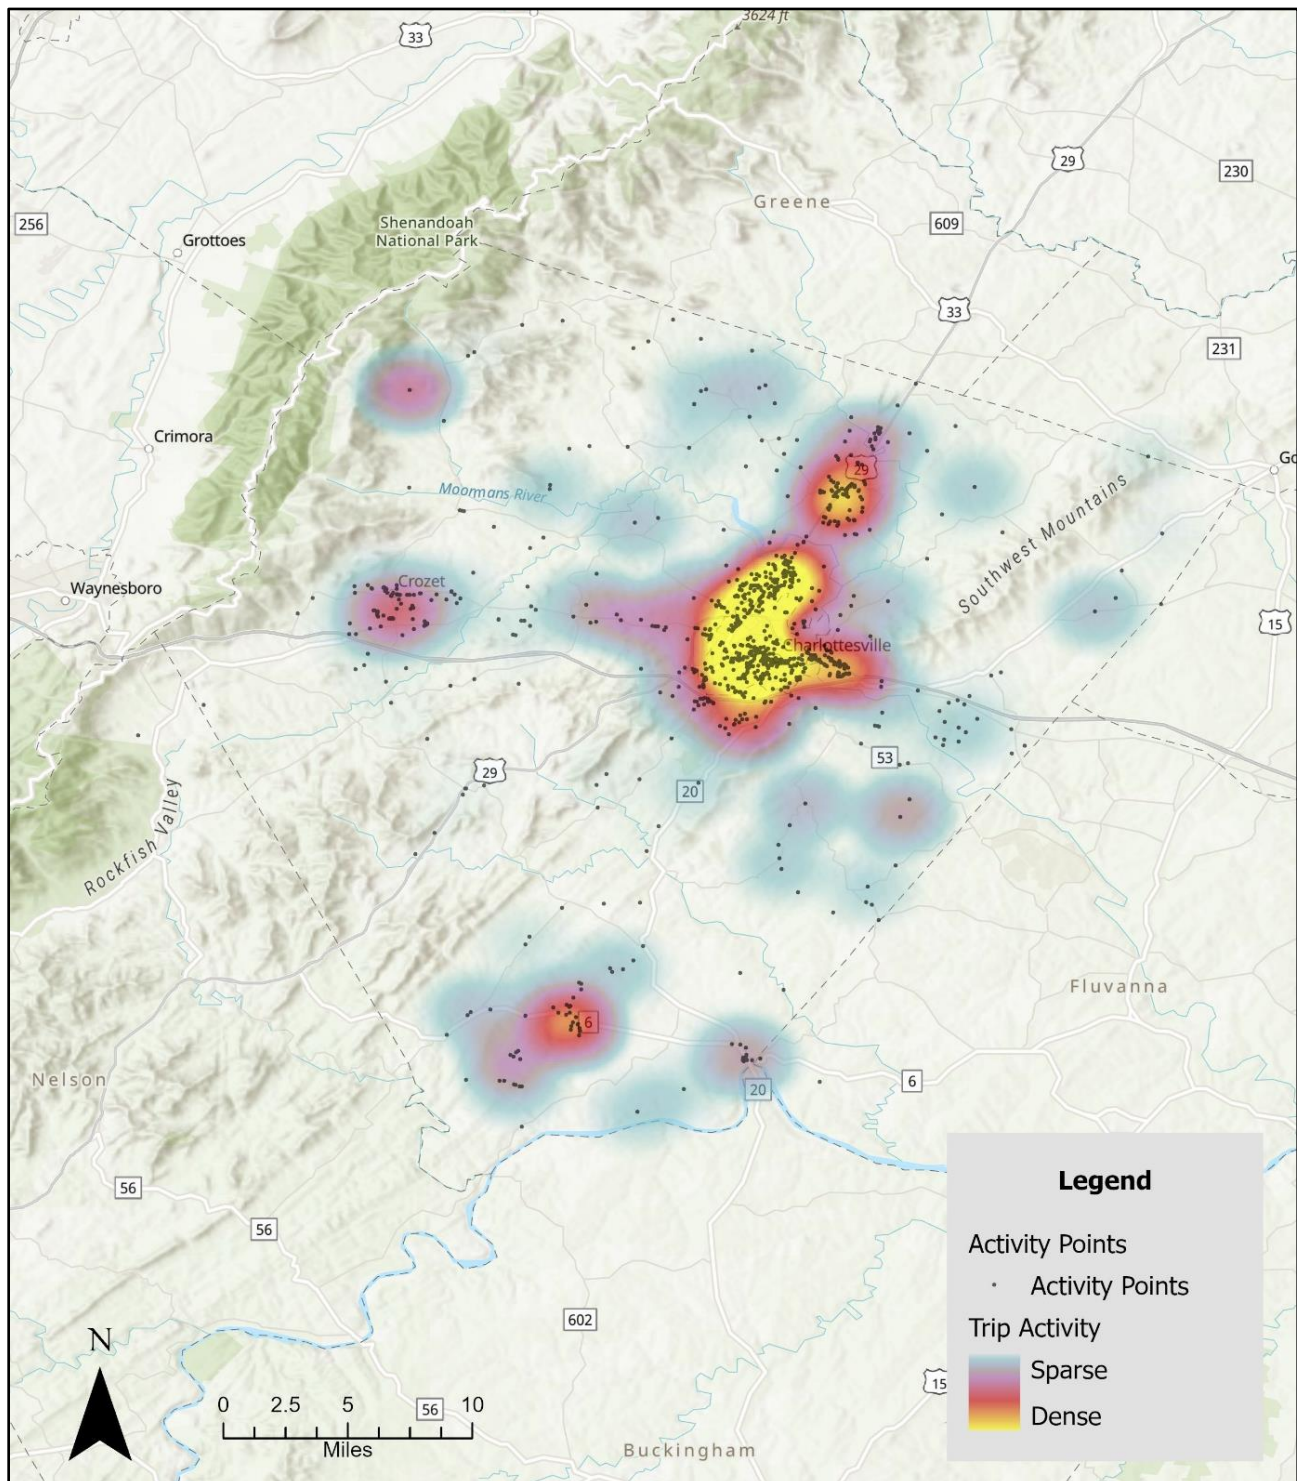 3624 ft
33
29
230
Greene
256
609
Shenandoah
National Park
Grottoes
33
231
Crimora
29
Go
Moormans River
Southwest Mountains
Crozet
Waynesboro
15
Charlottesville
53
29
20
Rockfish Valley
Fluvanna
6
Nelson
6
20
56
56
602
15
56
Buckingham
N
0 2.5 5 10
Miles
Legend
Activity Points
Activity Points
Trip Activity
Sparse
Dense